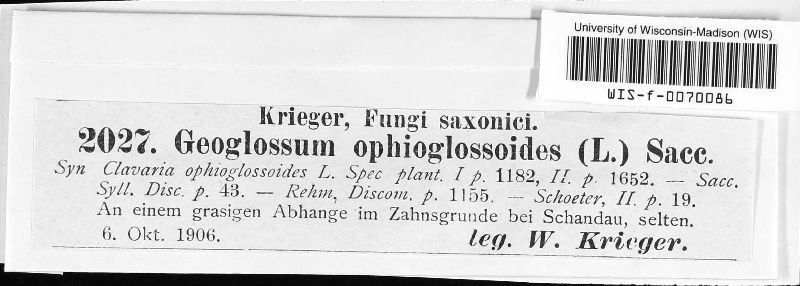 University of Wisconsin-Madison (WIS)
WIS-f-0070086
Krieger, Fungi saxonici.
2027. Geoglossum ophioglossoides (L.) Sacc.
Syn Clavaria ophioglossoides L. Spec plant. I p. 1182, II. p. 1652. — Sacc.
Syll. Disc. p. 43. — Rehm, Discom. p. 1155. — Schoeter, II. p. 19.
An einem grasigen Abhange im Zahnsgrunde bei Schandau, selten.
6. Okt. 1906.
leg. W. Krieger.